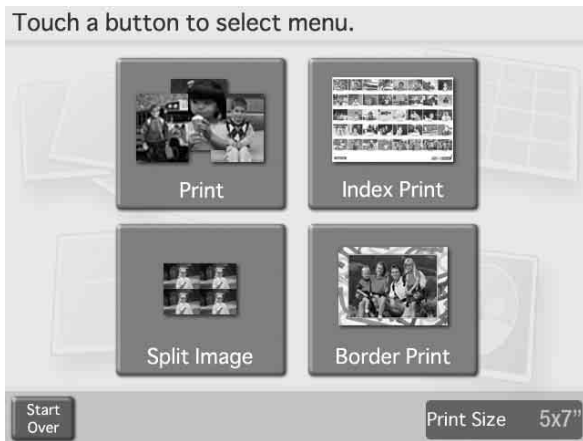 Touch a button to select menu.
Print
Index Print
Split Image
Border Print
Start
Over
Print Size 5x7"